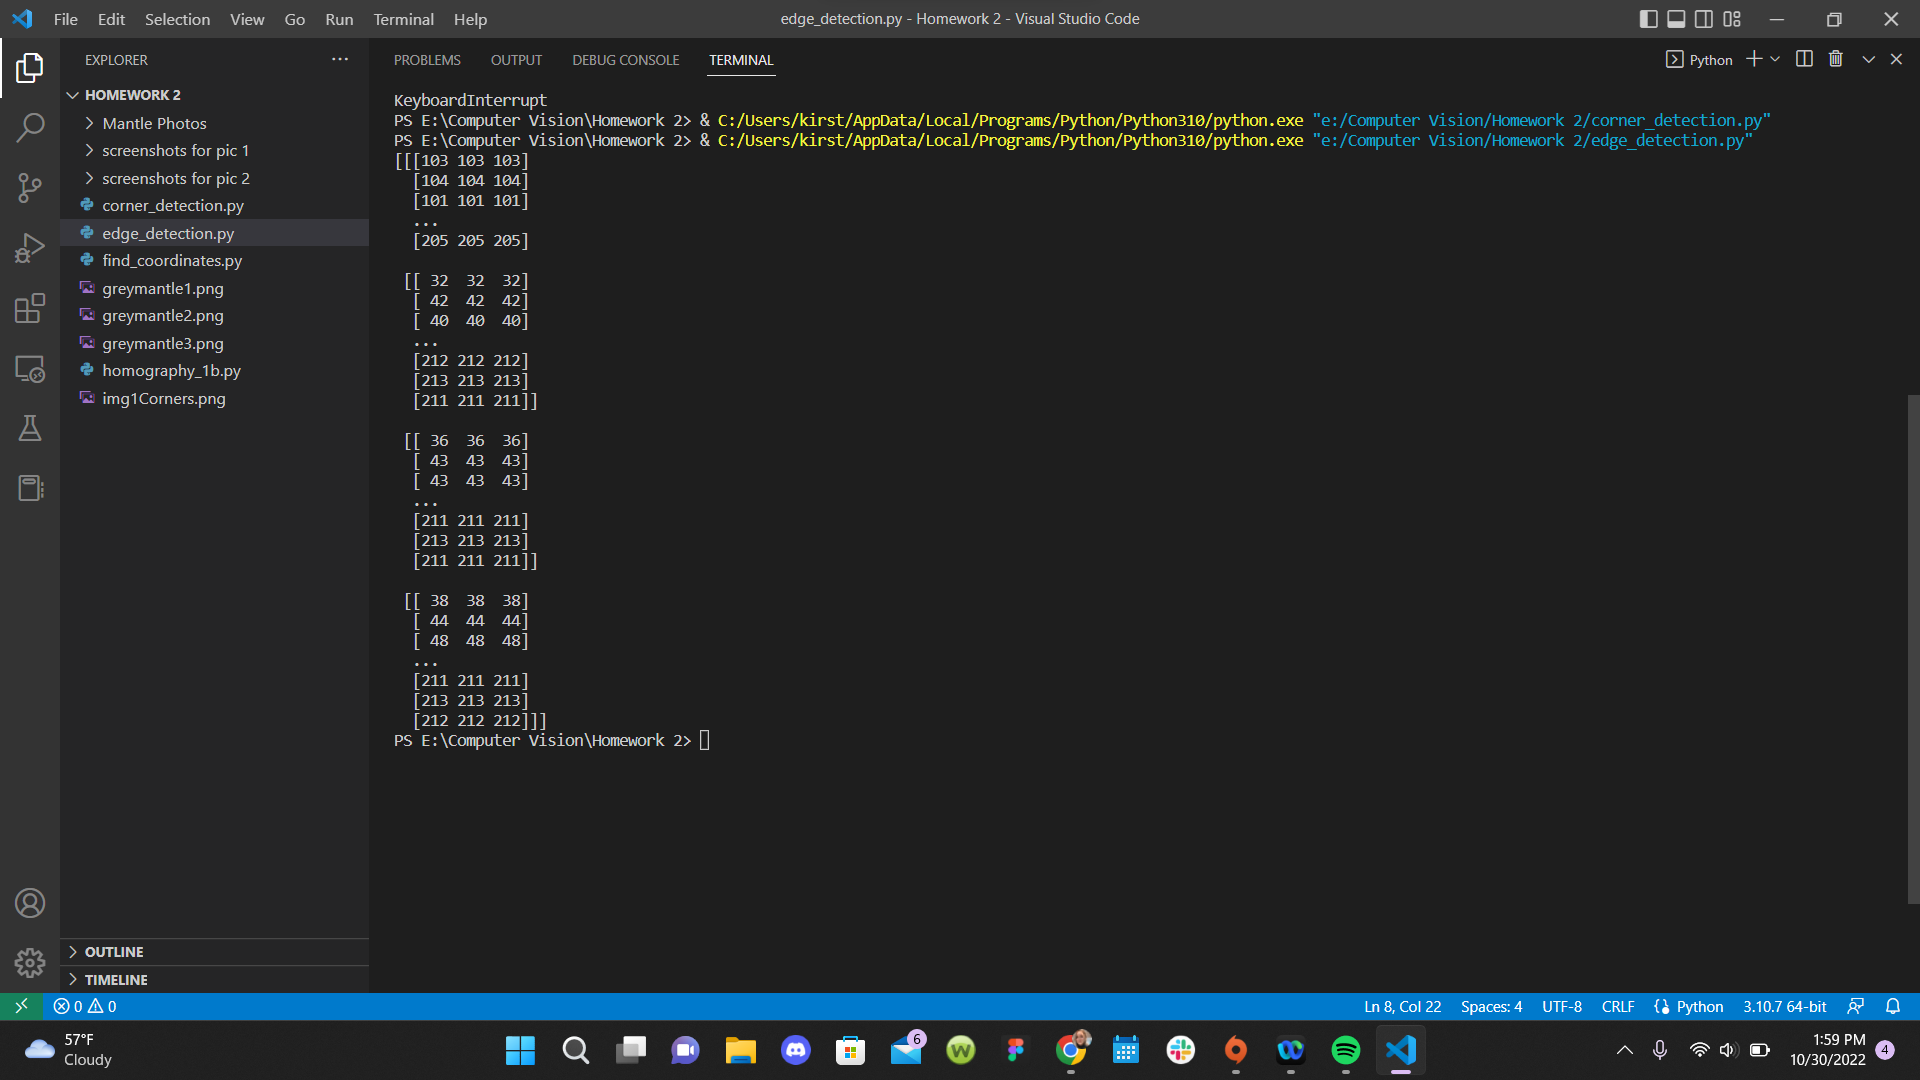 File Edit Selection View Go Run Terminal Help
edge_detection.py - Homework 2 - Visual Studio Code
EXPLORER
HOMEWORK 2
Mantle Photos
screenshots for pic 1
screenshots for pic 2
corner_detection.py
edge_detection.py
find_coordinates.py
greymantle1.png
greymantle2.png
greymantle3.png
homography_1b.py
img1Corners.png
OUTLINE
TIMELINE
PROBLEMS OUTPUT DEBUG CONSOLE TERMINAL
Python
KeyboardInterrupt
PS E:\Computer Vision\Homework 2> & C:/Users/kirst/AppData/Local/Programs/Python/Python310/python.exe "e:/Computer Vision/Homework 2/corner_detection.py"
PS E:\Computer Vision\Homework 2> & C:/Users/kirst/AppData/Local/Programs/Python/Python310/python.exe "e:/Computer Vision/Homework 2/edge_detection.py"
[[[103 103 103]
[104 104 104]
[101 101 101]
...
[205 205 205]
[[ 32 32 32]
[ 42 42 42]
[ 40 40 40]
...
[212 212 212]
[213 213 213]
[211 211 211]]
[[ 36 36 36]
[ 43 43 43]
[ 43 43 43]
...
[211 211 211]
[213 213 213]
[211 211 211]]
[[ 38 38 38]
[ 44 44 44]
[ 48 48 48]
...
[211 211 211]
[213 213 213]
[212 212 212]]]
PS E:\Computer Vision\Homework 2>
0 0
Ln 8, Col 22 Spaces: 4 UTF-8 CRLF Python 3.10.7 64-bit
57°F
Cloudy
6
W
1:59 PM
10/30/2022
4